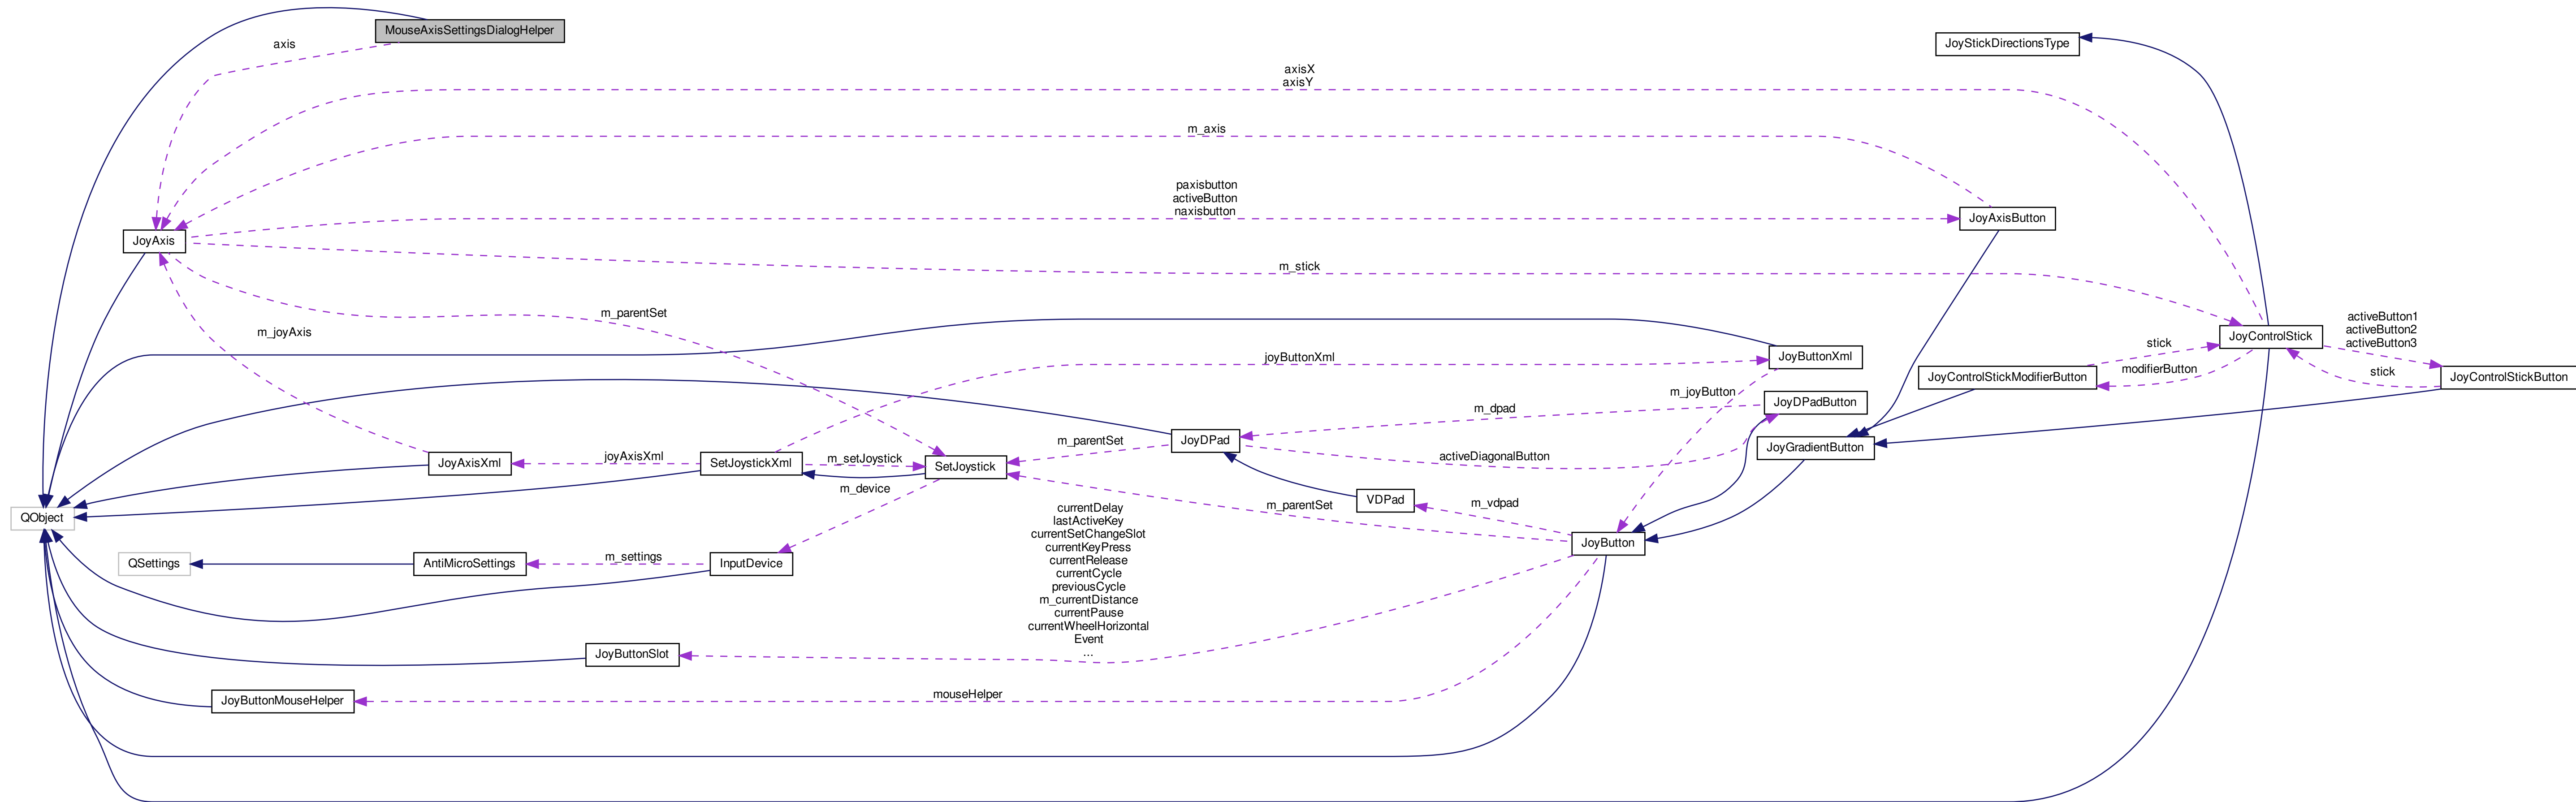 MouseAxisSettingsDialogHelper
JoyStickDirectionsType
axis
axisX
axisY
m_axis
paxisbutton
activeButton
naxisbutton
JoyAxisButton
JoyAxis
m_stick
m_parentSet
m_joyAxis
activeButton1
activeButton2
activeButton3
JoyControlStick
stick
modifierButton
stick
joyButtonXml
JoyButtonXml
JoyControlStickModifierButton
JoyControlStickButton
m_joyButton
JoyDPadButton
m_dpad
JoyDPad
m_parentSet
activeDiagonalButton
JoyGradientButton
JoyAxisXml
joyAxisXml
SetJoystickXml
m_setJoystick
SetJoystick
m_device
VDPad
m_vdpad
m_parentSet
QObject
currentDelay
lastActiveKey
currentSetChangeSlot
currentKeyPress
currentRelease
currentCycle
previousCycle
m_currentDistance
currentPause
currentWheelHorizontal
Event
...
JoyButton
QSettings
AntiMicroSettings
m_settings
InputDevice
JoyButtonSlot
JoyButtonMouseHelper
mouseHelper